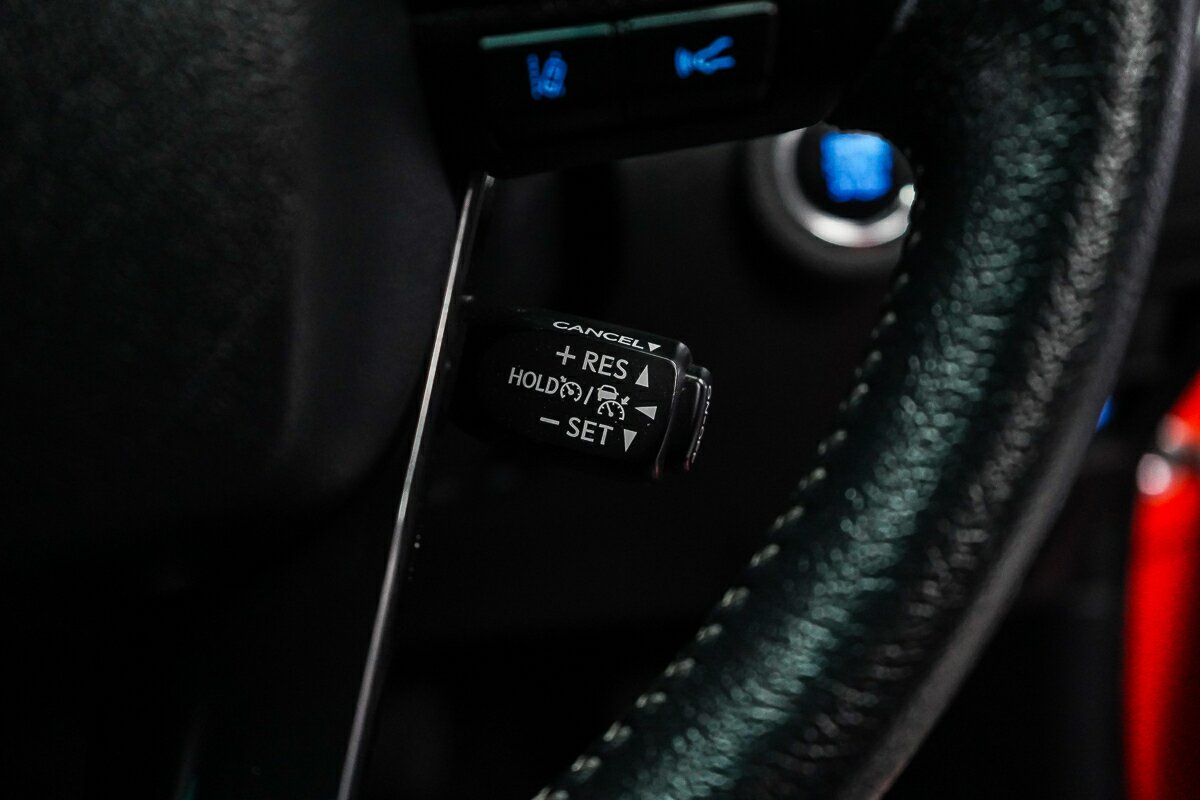 CANCEL▼
+ RES ▲
HOLD /
− SET ▼